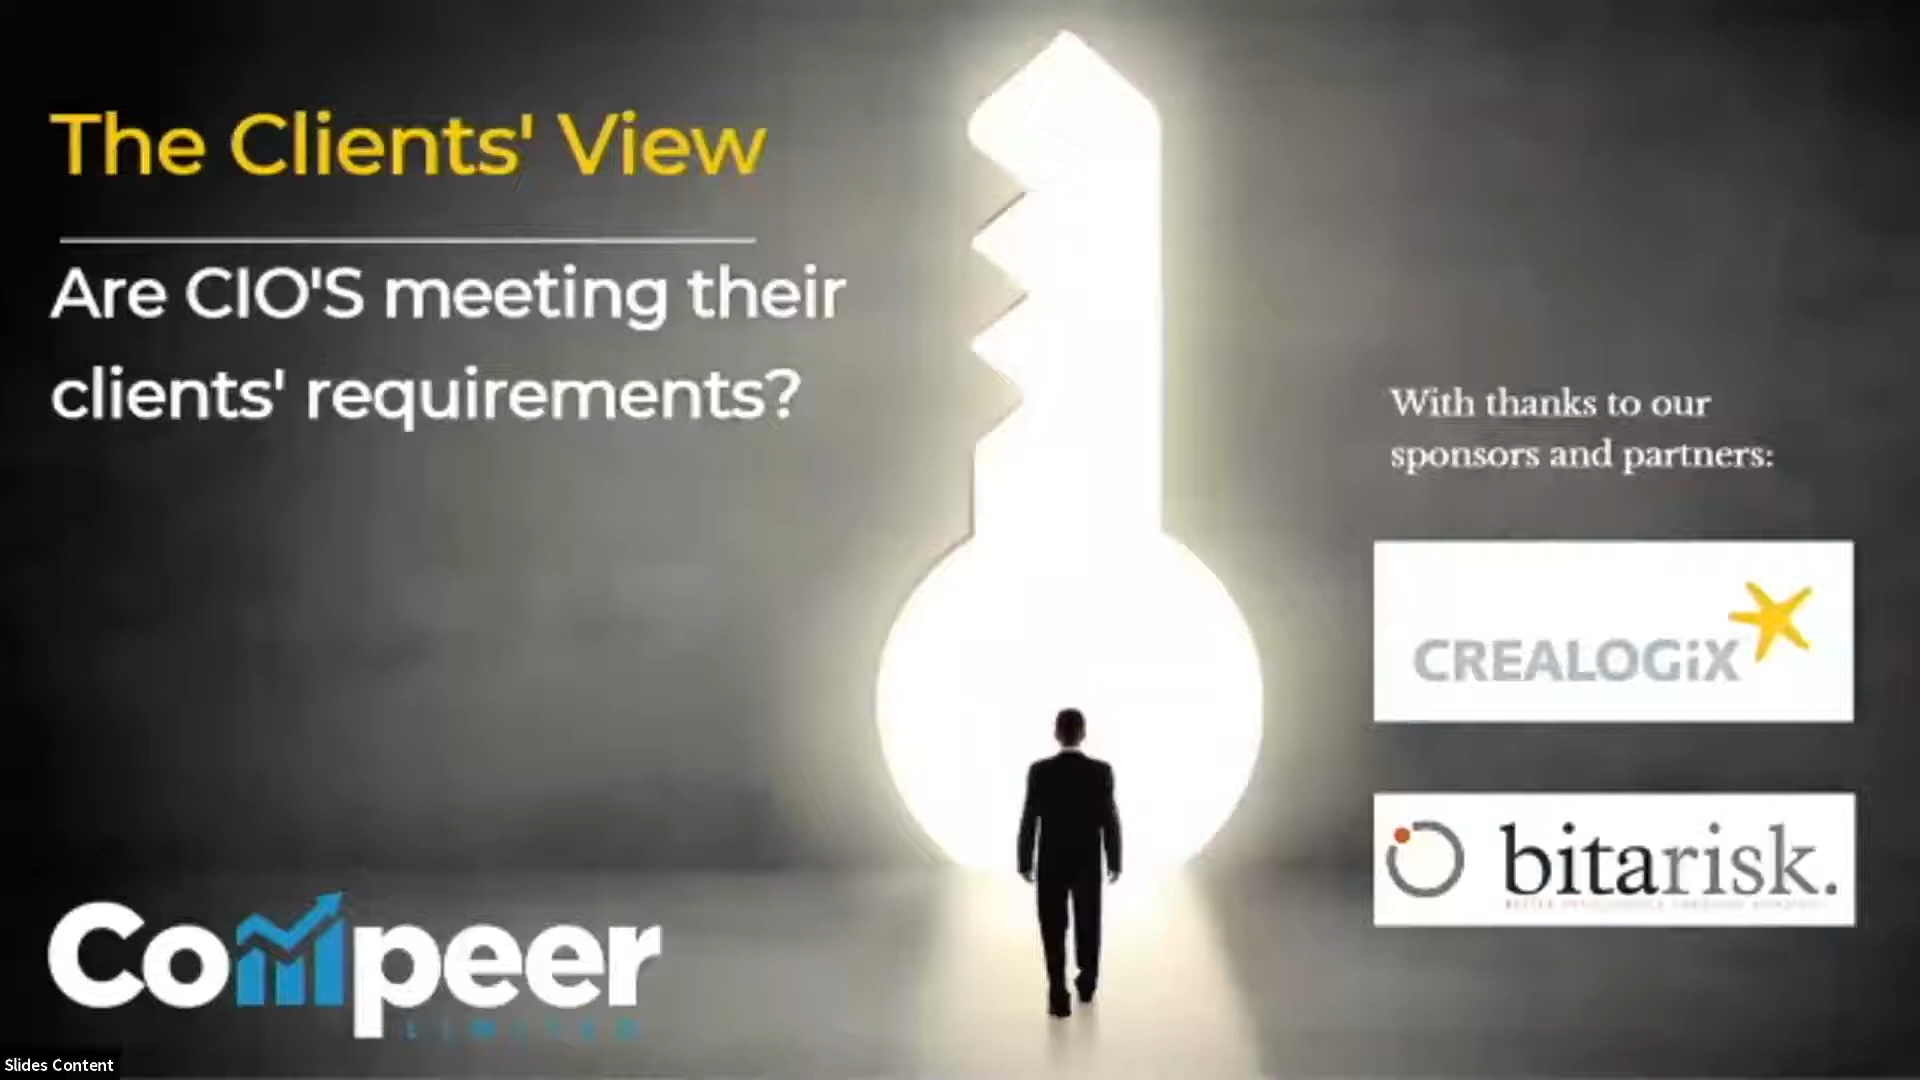 The Clients' View
Are CIO'S meeting their
clients' requirements?
With thanks to our
sponsors and partners:
CREALOGiX
bitarisk.
Compeer
LIMITED
Slides Content